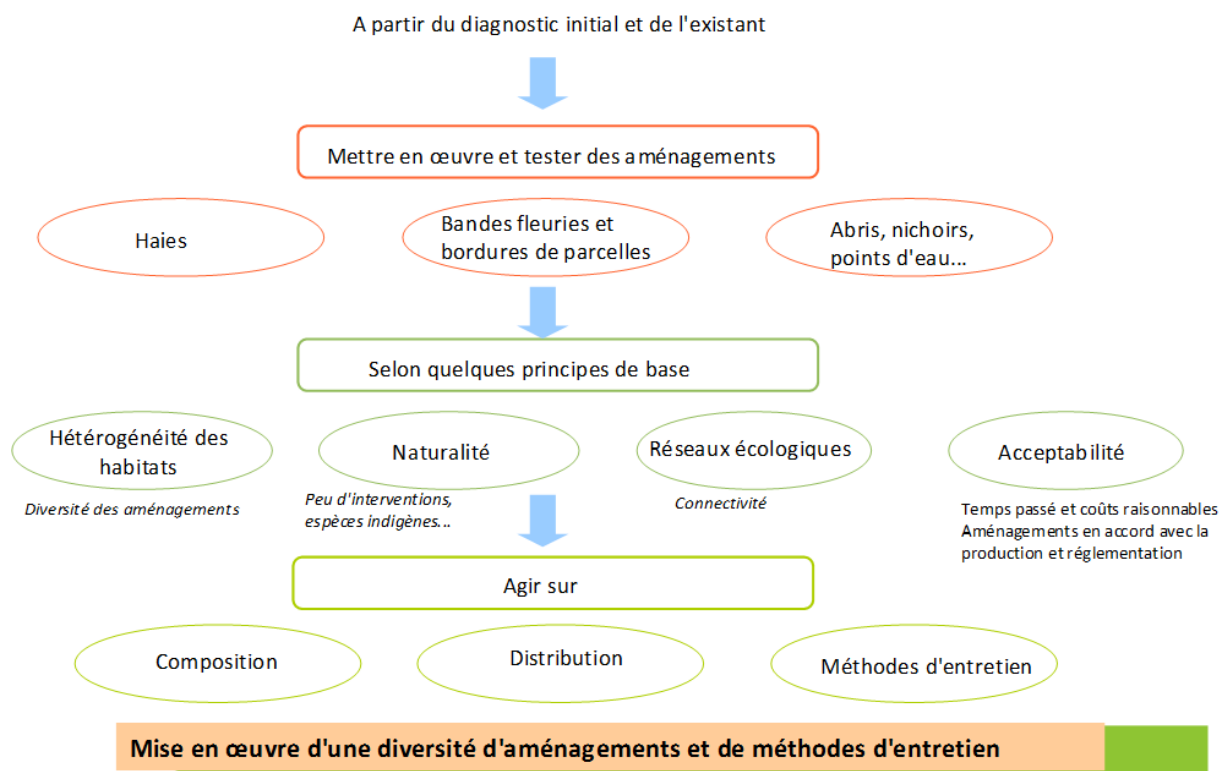 A partir du diagnostic initial et de l'existant
Mettre en œuvre et tester des aménagements
Haies
Bandes fleuries et
bordures de parcelles
Abris, nichoirs,
points d'eau...
Selon quelques principes de base
Hétérogénéité des
habitats
Diversité des aménagements
Naturalité
Peu d'interventions,
espèces indigènes...
Réseaux écologiques
Connectivité
Acceptabilité
Temps passé et coûts raisonnables
Aménagements en accord avec la
production et réglementation
Agir sur
Composition
Distribution
Méthodes d'entretien
Mise en œuvre d'une diversité d'aménagements et de méthodes d'entretien